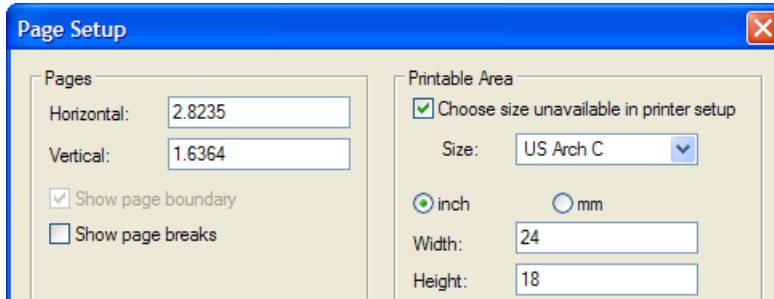 Page Setup
Pages
Horizontal: 2.8235
Vertical: 1.6364
Show page boundary
Show page breaks
Printable Area
Choose size unavailable in printer setup
Size: US Arch C
inch mm
Width: 24
Height: 18